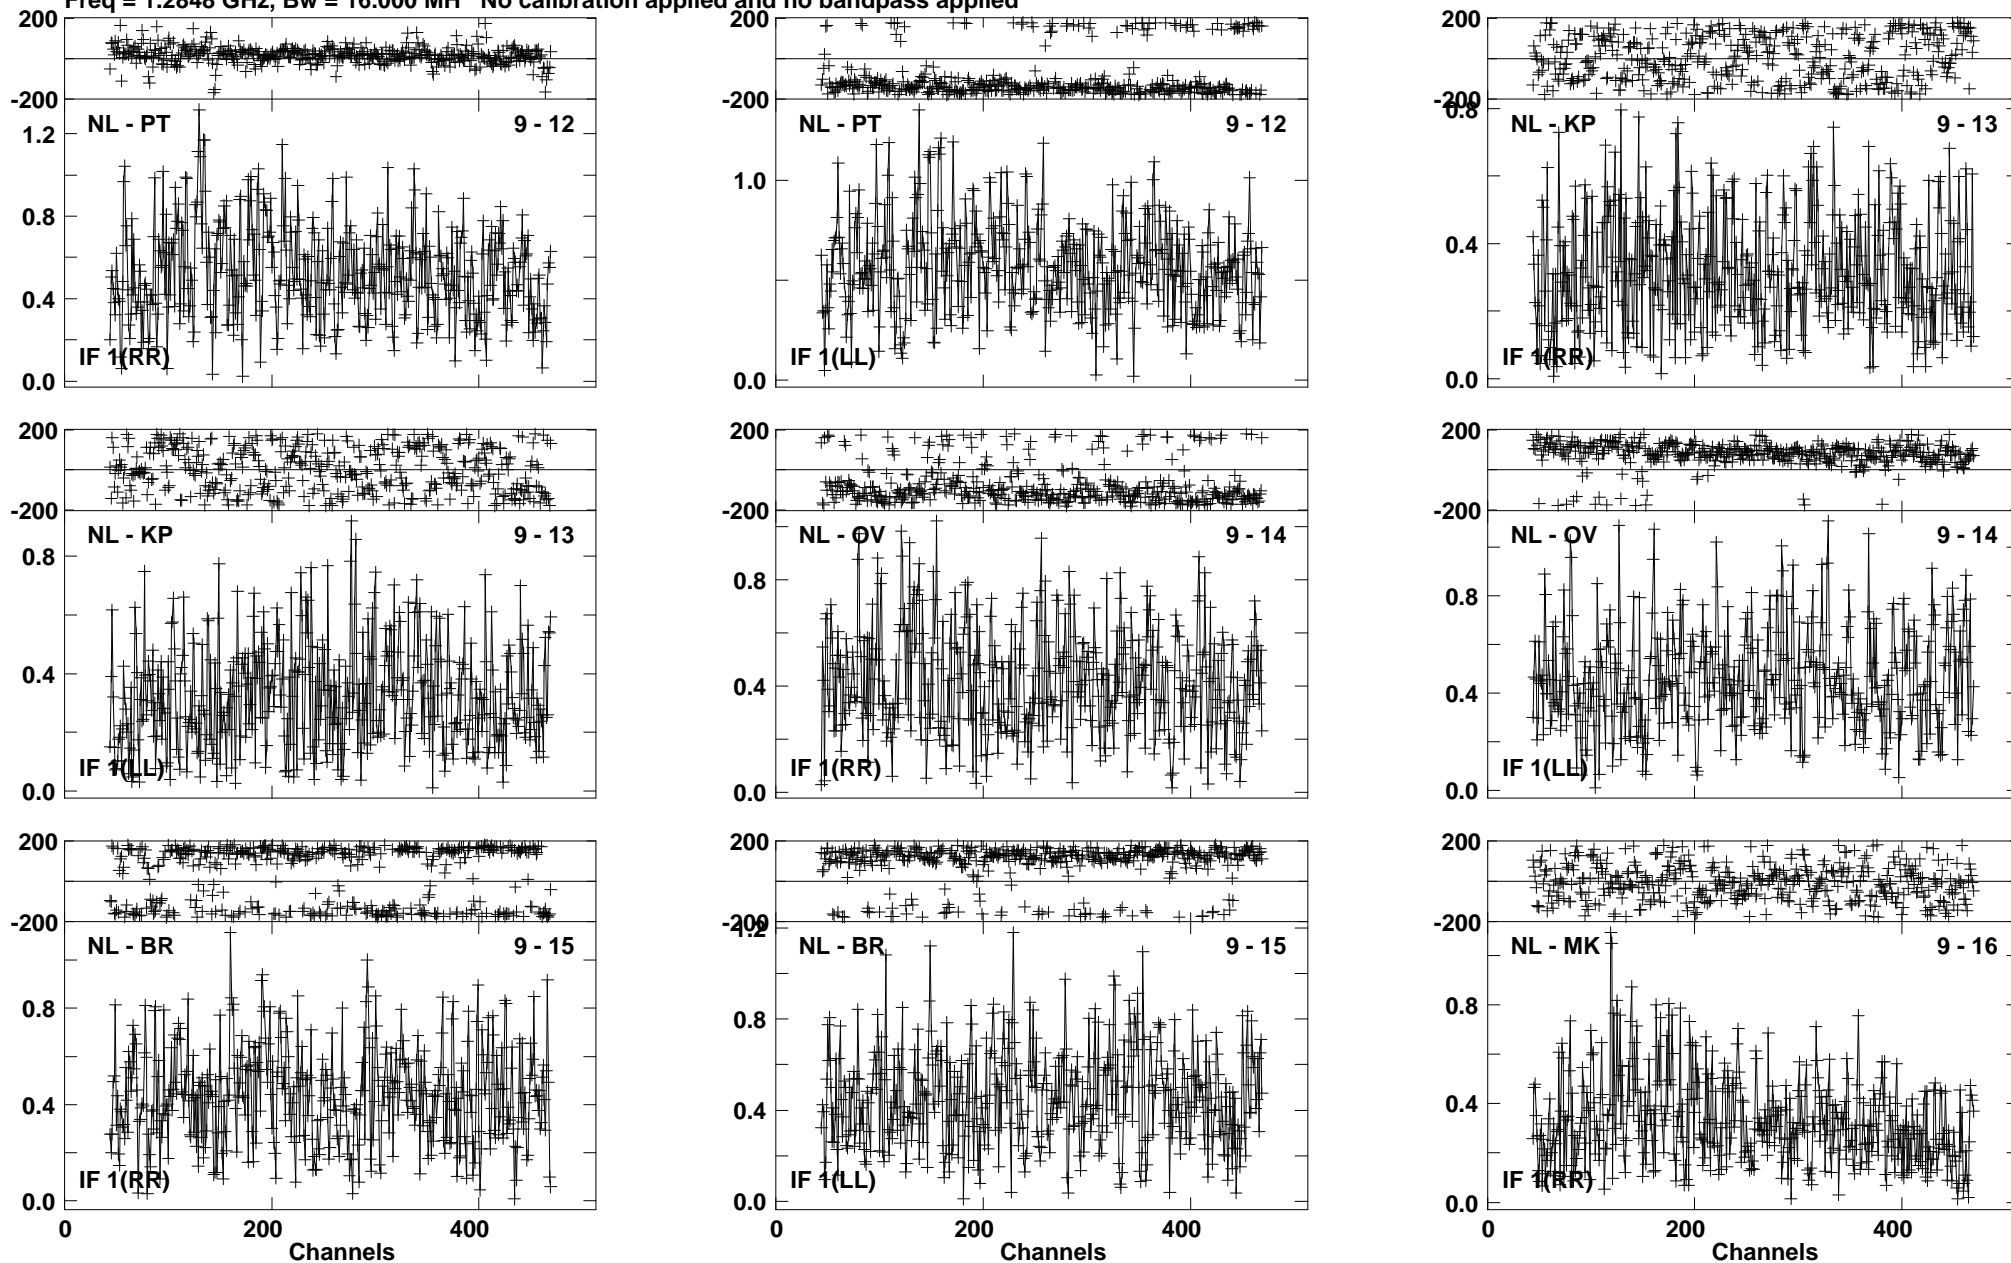 Freq = 1.2848 GHz, Bw = 16.000 MH No calibration applied and no bandpass applied
200
-200
NL - PT 9 - 12
1.2
0.8
0.4
0.0
IF 1(RR)
200
-200
NL - PT 9 - 12
1.0
0.0
IF 1(LL)
200
-200
0.8
NL - KP 9 - 13
0.4
0.0
IF 1(RR)
200
-200
NL - KP 9 - 13
0.8
0.4
0.0
IF 1(LL)
200
-200
NL - OV 9 - 14
0.8
0.4
0.0
IF 1(RR)
200
-200
NL - OV 9 - 14
0.8
0.4
0.0
IF 1(LL)
200
-200
NL - BR 9 - 15
0.8
0.4
0.0
IF 1(RR)
0 200 400
Channels
200
-200
1.2
NL - BR 9 - 15
0.8
0.4
0.0
IF 1(LL)
0 200 400
Channels
200
-200
NL - MK 9 - 16
0.8
0.4
0.0
IF 1(RR)
0 200 400
Channels